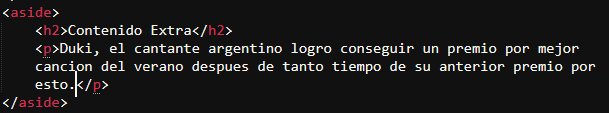 <aside>
<h2>Contenido Extra</h2>
<p>Duki, el cantante argentino logro conseguir un premio por mejor
cancion del verano despues de tanto tiempo de su anterior premio por
esto.</p>
</aside>